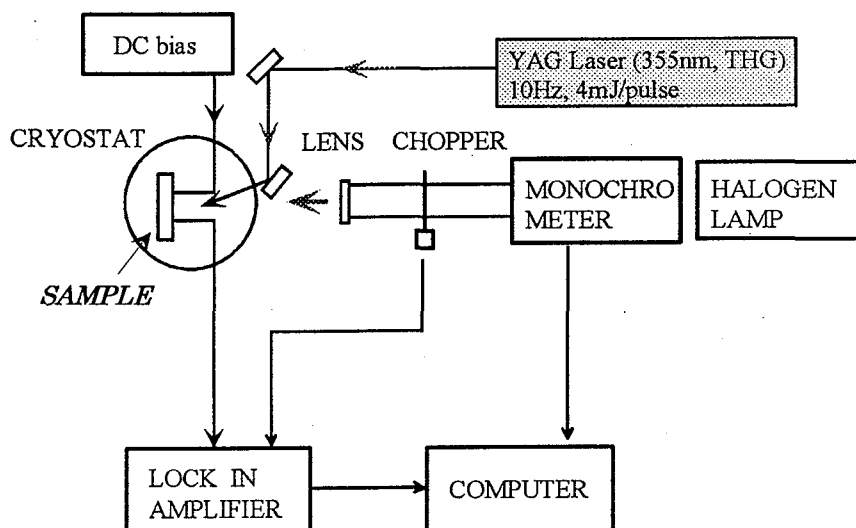 DC bias
YAG Laser (355nm, THG)
10Hz, 4mJ/pulse
CRYOSTAT
LENS
CHOPPER
MONOCHRO
METER
HALOGEN
LAMP
SAMPLE
LOCK IN
AMPLIFIER
COMPUTER